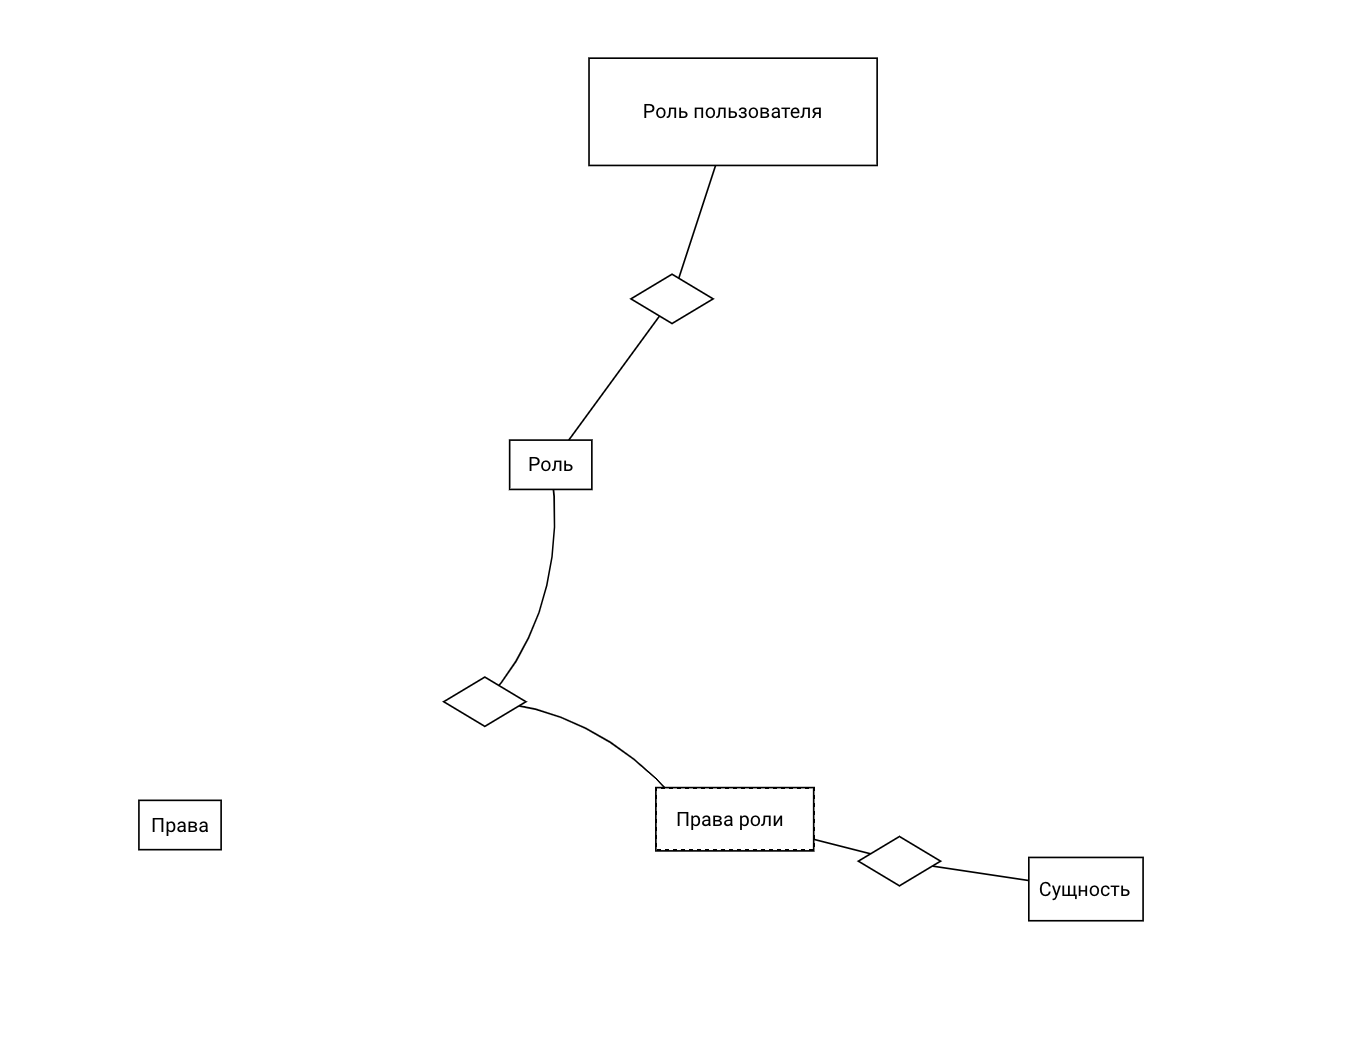 Роль пользователя
Роль
Права
Права роли
Сущность